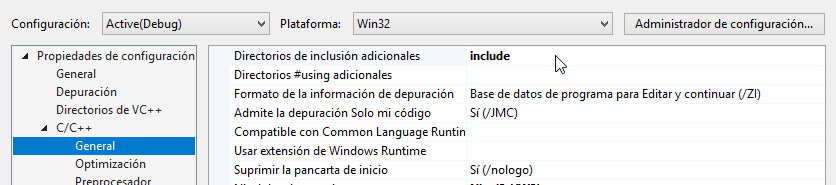 Configuración: Active(Debug) Plataforma: Win32 Administrador de configuración...
Propiedades de configuración
General
Depuración
Directorios de VC++
C/C++
General
Optimización
Preprocesador
Directorios de inclusión adicionales include
Directorios #using adicionales
Formato de la información de depuración Base de datos de programa para Editar y continuar (/ZI)
Admite la depuración Solo mi código Sí (/JMC)
Compatible con Common Language Runtin
Usar extensión de Windows Runtime
Suprimir la pancarta de inicio Sí (/nologo)